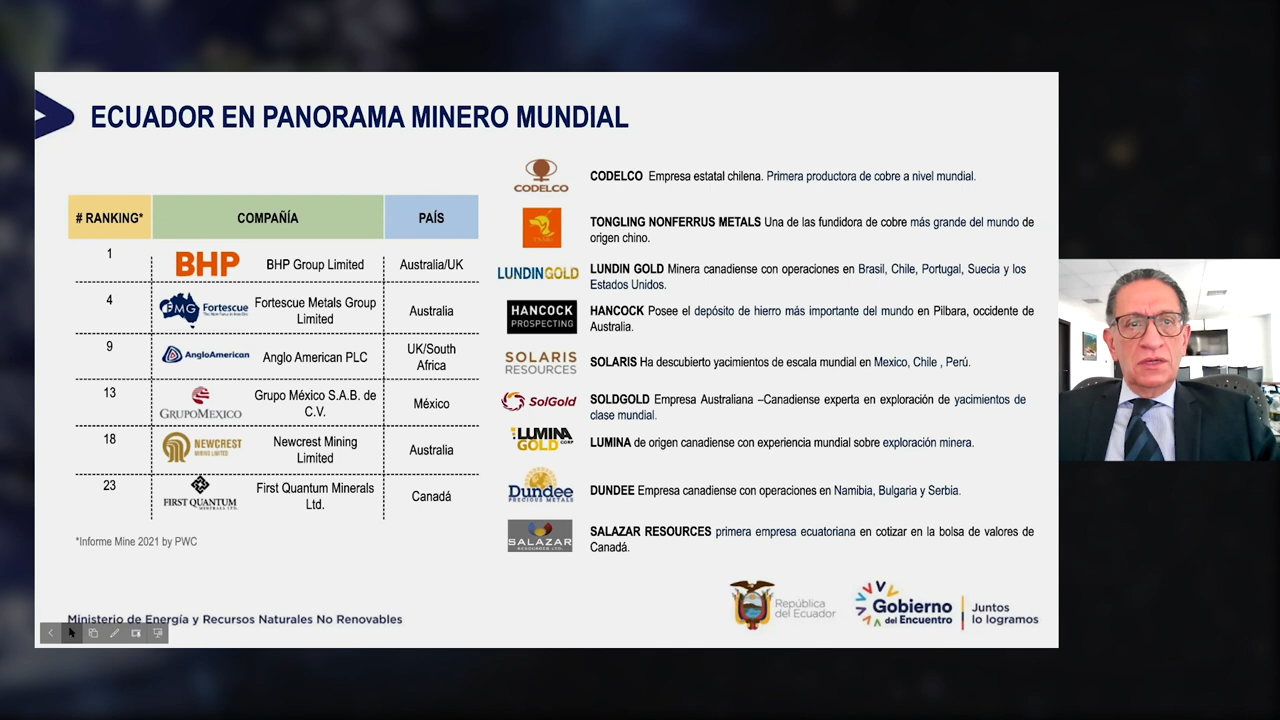 ECUADOR EN PANORAMA MINERO MUNDIAL
# RANKING*
COMPAÑÍA
PAÍS
1
BHP
BHP Group Limited
Australia/UK
4
FMG Fortescue
Fortescue Metals Group
Limited
Australia
9
AngloAmerican
Anglo American PLC
UK/South
Africa
13
GRUPOMEXICO
Grupo México S.A.B. de
C.V.
México
18
NEWCREST
MINING LIMITED
Newcrest Mining
Limited
Australia
23
FIRST QUANTUM
MINERALS LTD.
First Quantum Minerals
Ltd.
Canadá
*Informe Mine 2021 by PWC
CODELCO
CODELCO Empresa estatal chilena. Primera productora de cobre a nivel mundial.
TONGLING NONFERRUS METALS Una de las fundidora de cobre más grande del mundo de
origen chino.
LUNDINGOLD
LUNDIN GOLD Minera canadiense con operaciones en Brasil, Chile, Portugal, Suecia y los
Estados Unidos.
HANCOCK
PROSPECTING
HANCOCK Posee el depósito de hierro más importante del mundo en Pilbara, occidente de
Australia.
SOLARIS
RESOURCES
SOLARIS Ha descubierto yacimientos de escala mundial en Mexico, Chile , Perú.
SolGold
SOLDGOLD Empresa Australiana –Canadiense experta en exploración de yacimientos de
clase mundial.
LUMINA
GOLD CORP
LUMINA de origen canadiense con experiencia mundial sobre exploración minera.
Dundee
PRECIOUS METALS
DUNDEE Empresa canadiense con operaciones en Namibia, Bulgaria y Serbia.
SALAZAR
RESOURCES LTD.
SALAZAR RESOURCES primera empresa ecuatoriana en cotizar en la bolsa de valores de
Canadá.
Ministerio de Energía y Recursos Naturales No Renovables
República
del Ecuador
Gobierno
del Encuentro
Juntos
lo logramos